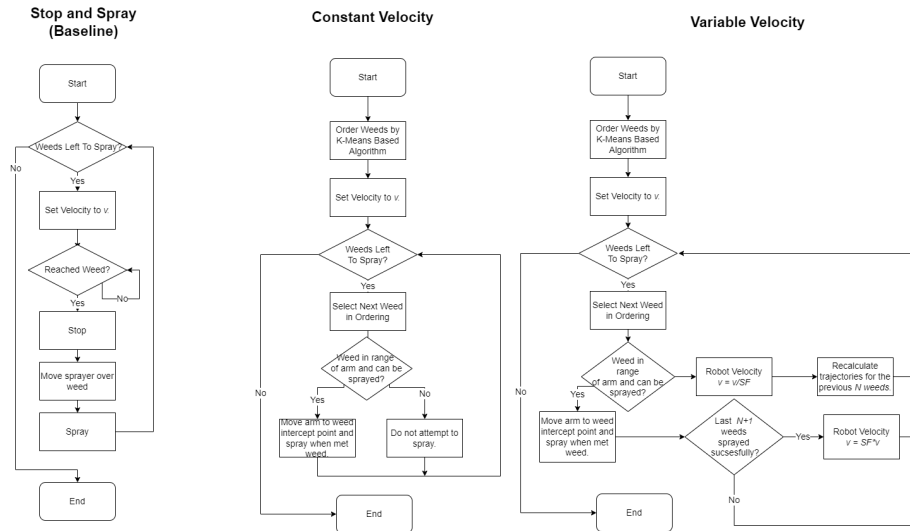 Stop and Spray
(Baseline)
Start
Weeds Left To Spray?
No
Yes
Set Velocity to v.
Reached Weed?
No
Yes
Stop
Move sprayer over
weed
Spray
End
Constant Velocity
Start
Order Weeds by
K-Means Based
Algorithm
Set Velocity to v.
Weeds Left
To Spray?
Yes
Select Next Weed
in Ordering
Weed in range
of arm and can be
sprayed?
No
Yes
No
Move arm to weed
intercept point and
spray when met
weed.
Do not attempt to
spray.
End
Variable Velocity
Start
Order Weeds by
K-Means Based
Algorithm
Set Velocity to v.
Weeds Left
To Spray?
Yes
Select Next Weed
in Ordering
Weed in
range
of arm and can be
sprayed?
Robot Velocity
v = v/SF
Recalculate
trajectories for the
previous N weeds.
No
Yes
Move arm to weed
intercept point and
spray when met
weed.
Last N+1
weeds
sprayed
sucsesfully?
Yes
Robot Velocity
v = SF*v
No
End